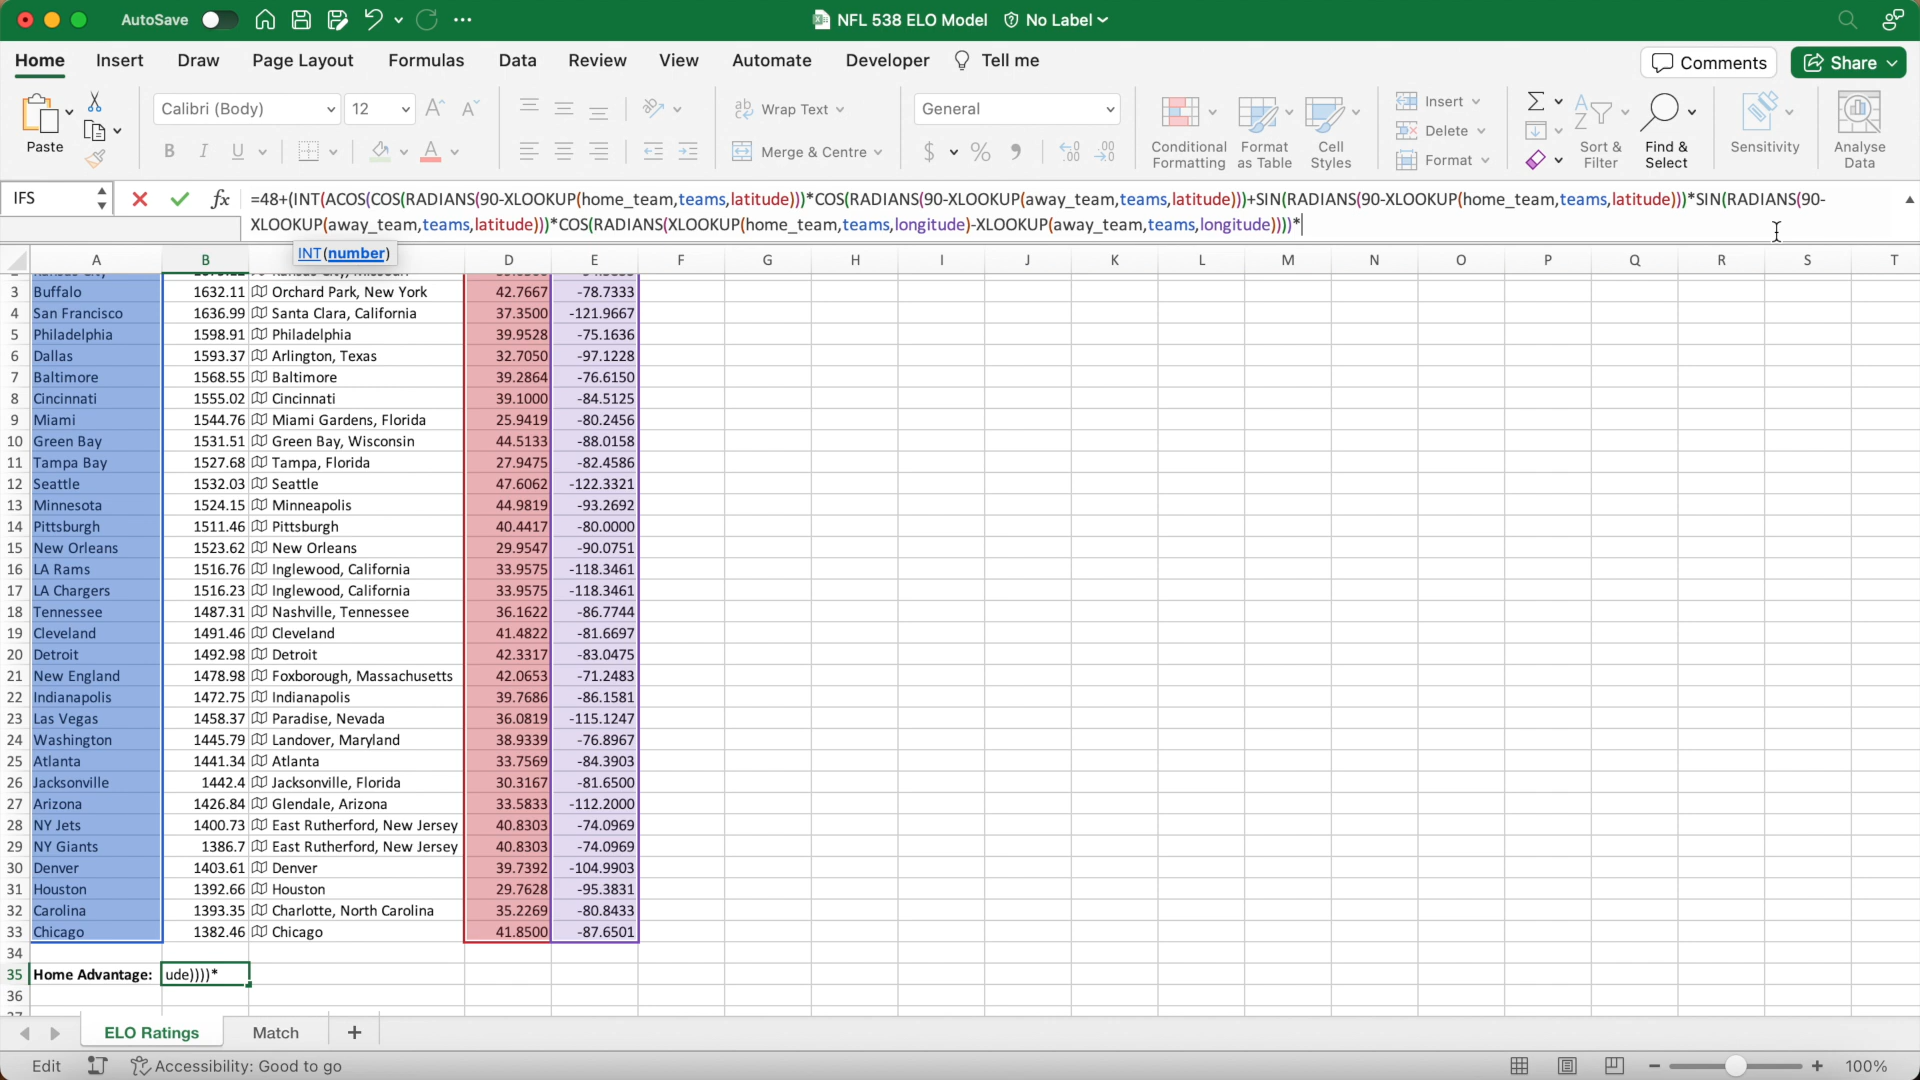 AutoSave
NFL 538 ELO Model No Label
Home Insert Draw Page Layout Formulas Data Review View Automate Developer Tell me
Comments Share
Paste
Calibri (Body) 12
B I U
Wrap Text
Merge & Centre
General
$ % 9
Conditional Formatting
Format as Table
Cell Styles
Insert
Delete
Format
Sort & Filter
Find & Select
Sensitivity
Analyse Data
IFS fx =48+(INT(ACOS(COS(RADIANS(90-XLOOKUP(home_team,teams,latitude)))*COS(RADIANS(90-XLOOKUP(away_team,teams,latitude)))+SIN(RADIANS(90-XLOOKUP(home_team,teams,latitude)))*SIN(RADIANS(90-
XLOOKUP(away_team,teams,latitude)))*COS(RADIANS(XLOOKUP(home_team,teams,longitude)-XLOOKUP(away_team,teams,longitude))))*
INT(number)
A B D E F G H I J K L M N O P Q R S T
3 Buffalo 1632.11 Orchard Park, New York 42.7667 -78.7333
4 San Francisco 1636.99 Santa Clara, California 37.3500 -121.9667
5 Philadelphia 1598.91 Philadelphia 39.9528 -75.1636
6 Dallas 1593.37 Arlington, Texas 32.7050 -97.1228
7 Baltimore 1568.55 Baltimore 39.2864 -76.6150
8 Cincinnati 1555.02 Cincinnati 39.1000 -84.5125
9 Miami 1544.76 Miami Gardens, Florida 25.9419 -80.2456
10 Green Bay 1531.51 Green Bay, Wisconsin 44.5133 -88.0158
11 Tampa Bay 1527.68 Tampa, Florida 27.9475 -82.4586
12 Seattle 1532.03 Seattle 47.6062 -122.3321
13 Minnesota 1524.15 Minneapolis 44.9819 -93.2692
14 Pittsburgh 1511.46 Pittsburgh 40.4417 -80.0000
15 New Orleans 1523.62 New Orleans 29.9547 -90.0751
16 LA Rams 1516.76 Inglewood, California 33.9575 -118.3461
17 LA Chargers 1516.23 Inglewood, California 33.9575 -118.3461
18 Tennessee 1487.31 Nashville, Tennessee 36.1622 -86.7744
19 Cleveland 1491.46 Cleveland 41.4822 -81.6697
20 Detroit 1492.98 Detroit 42.3317 -83.0475
21 New England 1478.98 Foxborough, Massachusetts 42.0653 -71.2483
22 Indianapolis 1472.75 Indianapolis 39.7686 -86.1581
23 Las Vegas 1458.37 Paradise, Nevada 36.0819 -115.1247
24 Washington 1445.79 Landover, Maryland 38.9339 -76.8967
25 Atlanta 1441.34 Atlanta 33.7569 -84.3903
26 Jacksonville 1442.4 Jacksonville, Florida 30.3167 -81.6500
27 Arizona 1426.84 Glendale, Arizona 33.5833 -112.2000
28 NY Jets 1400.73 East Rutherford, New Jersey 40.8303 -74.0969
29 NY Giants 1386.7 East Rutherford, New Jersey 40.8303 -74.0969
30 Denver 1403.61 Denver 39.7392 -104.9903
31 Houston 1392.66 Houston 29.7628 -95.3831
32 Carolina 1393.35 Charlotte, North Carolina 35.2269 -80.8433
33 Chicago 1382.46 Chicago 41.8500 -87.6501
34
35 Home Advantage: ude))))*
36
ELO Ratings Match +
Edit Accessibility: Good to go 100%